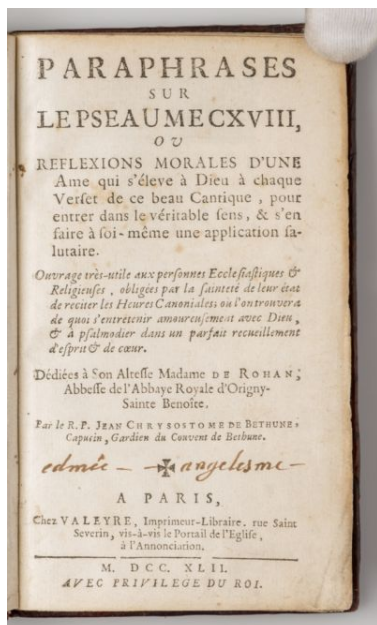 PARAPHRASES
SUR
LE PSEAUME CXVIII,
OU
REFLEXIONS MORALES D'UNE
Ame qui s'éleve à Dieu à chaque
Verset de ce beau Cantique, pour
entrer dans le véritable sens, & s'en
faire à soi-même une application sa-
lutaire.
Ouvrage très-utile aux personnes Ecclesiastiques &
Religieuses, obligées par la sainteté de leur état
de reciter les Heures Canoniales; où l'on trouvera
de quoi s'entretenir amoureusement avec Dieu,
& à psalmodier dans un parfait recueillement
d'esprit & de cœur.
Dédiées à Son Altesse Madame DE ROHAN,
Abbesse de l'Abbaye Royale d'Origny-
Sainte Benoîte.
Par le R. P. JEAN CHRYSOSTOME DE BETHUNE,
Capucin, Gardien du Convent de Bethune.
edmée — angelesme —
A PARIS,
Chez VALEYRE, Imprimeur-Libraire, rue Saint
Severin, vis-à-vis le Portail de l'Eglise,
à l'Annonciation.
M. DCC. XLII.
AVEC PRIVILEGE DU ROI.